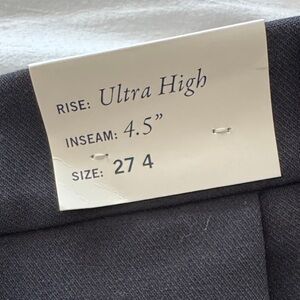 RISE: Ultra High
INSEAM: 4.5”
SIZE: 27 4